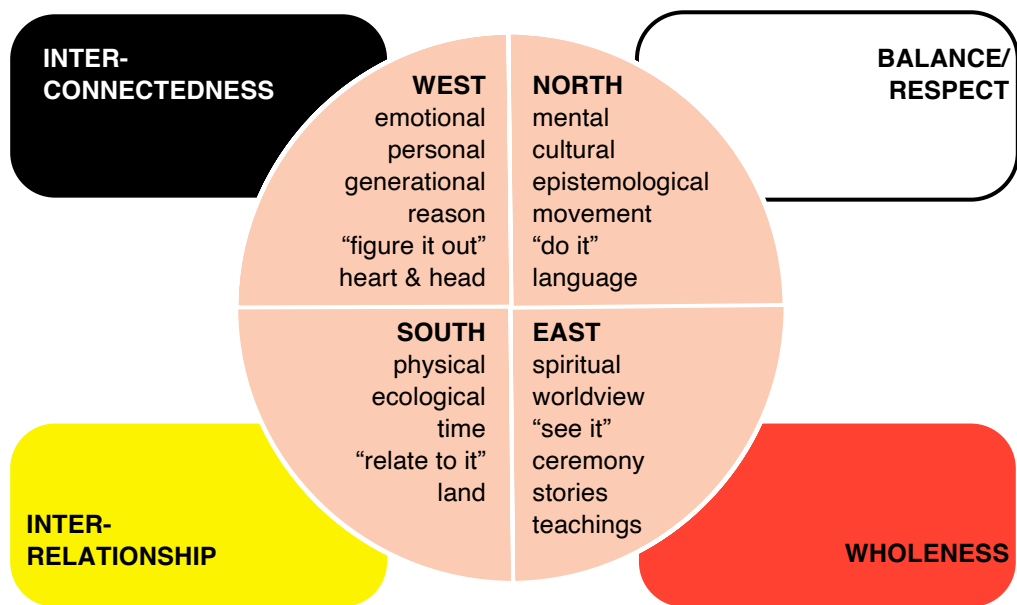 INTER-
CONNECTEDNESS
BALANCE/
RESPECT
WEST
emotional
personal
generational
reason
“figure it out”
heart & head
NORTH
mental
cultural
epistemological
movement
“do it”
language
SOUTH
physical
ecological
time
“relate to it”
land
EAST
spiritual
worldview
“see it”
ceremony
stories
teachings
INTER-
RELATIONSHIP
WHOLENESS